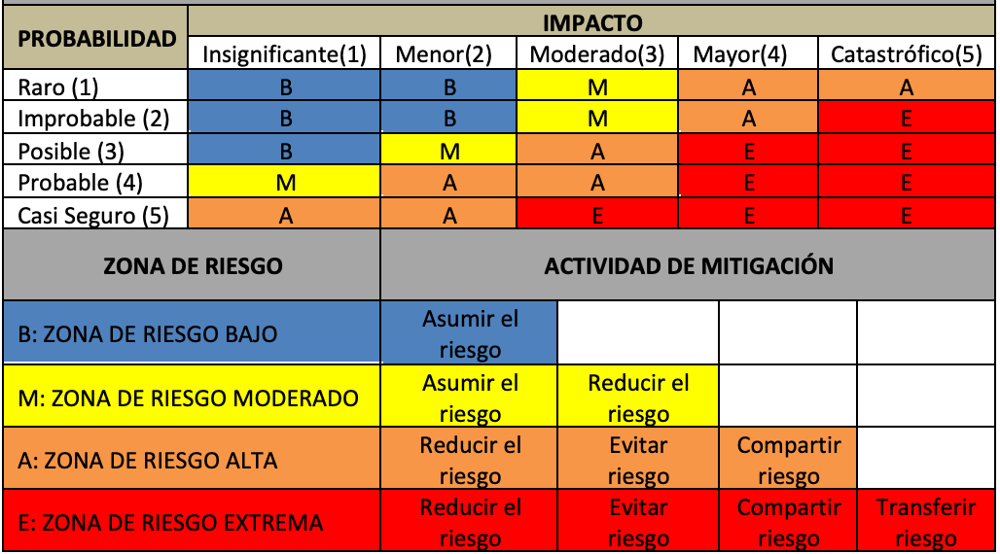 PROBABILIDAD IMPACTO
Insignificante(1) Menor(2) Moderado(3) Mayor(4) Catastrófico(5)
Raro (1) B B M A A
Improbable (2) B B M A E
Posible (3) B M A E E
Probable (4) M A A E E
Casi Seguro (5) A A E E E
ZONA DE RIESGO ACTIVIDAD DE MITIGACIÓN
B: ZONA DE RIESGO BAJO Asumir el riesgo
M: ZONA DE RIESGO MODERADO Asumir el riesgo Reducir el riesgo
A: ZONA DE RIESGO ALTA Reducir el riesgo Evitar riesgo Compartir riesgo
E: ZONA DE RIESGO EXTREMA Reducir el riesgo Evitar riesgo Compartir riesgo Transferir riesgo